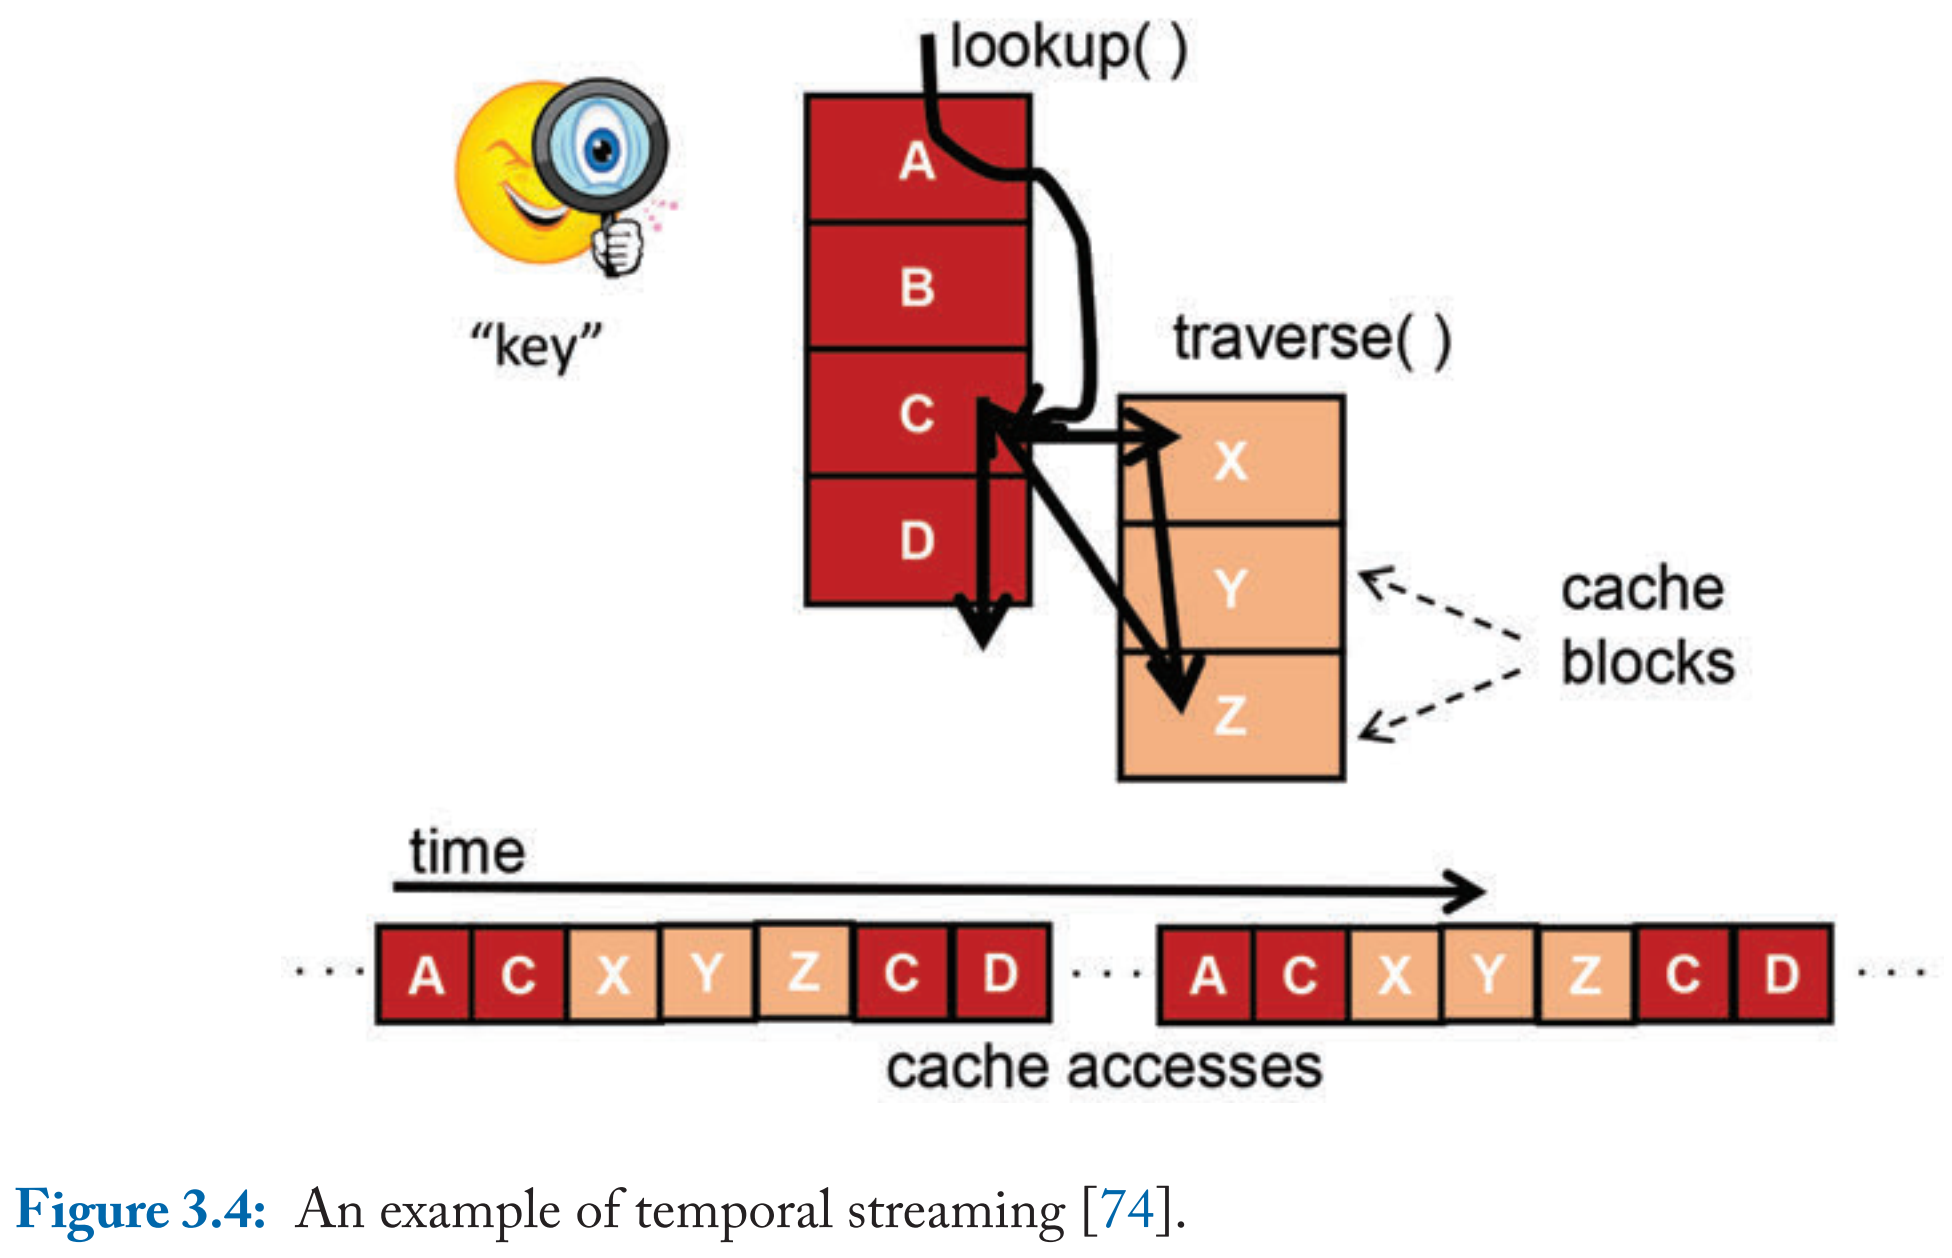 lookup( )
A
B
C
D
“key”
traverse( )
X
Y
Z
cache
blocks
time
· · · A C X Y Z C D · · · A C X Y Z C D · · ·
cache accesses
Figure 3.4: An example of temporal streaming [74].